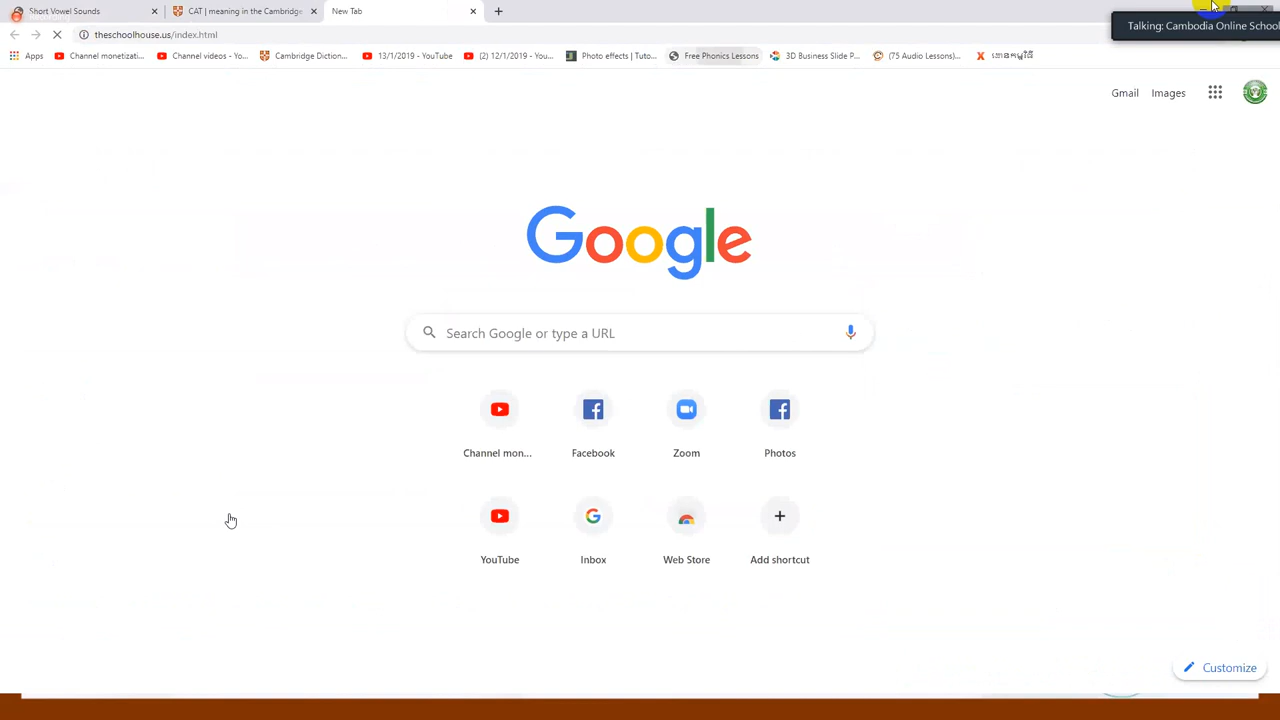 Short Vowel Sounds
CAT | meaning in the Cambridge
New Tab
Recording
Talking: Cambodia Online School
theschoolhouse.us/index.html
Apps
Channel monetizati...
Channel videos - Yo...
Cambridge Diction...
13/1/2019 - YouTube
(2) 12/1/2019 - You...
Photo effects | Tuto...
Free Phonics Lessons
3D Business Slide P...
(75 Audio Lessons)...
Gmail
Images
Google
Search Google or type a URL
Channel mon...
Facebook
Zoom
Photos
YouTube
Inbox
Web Store
Add shortcut
Customize